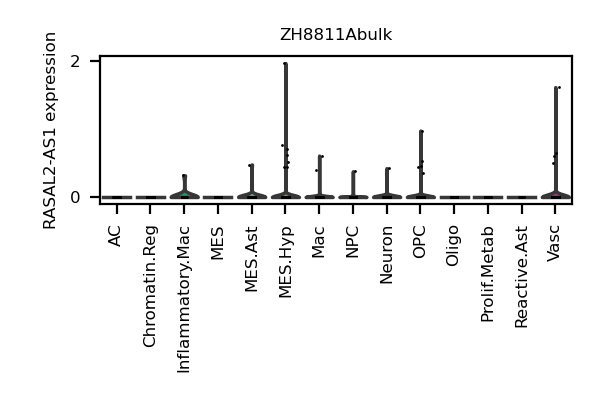 ZH8811Abulk
RASAL2-AS1 expression
2
0
AC
Chromatin.Reg
Inflammatory.Mac
MES
MES.Ast
MES.Hyp
Mac
NPC
Neuron
OPC
Oligo
Prolif.Metab
Reactive.Ast
Vasc